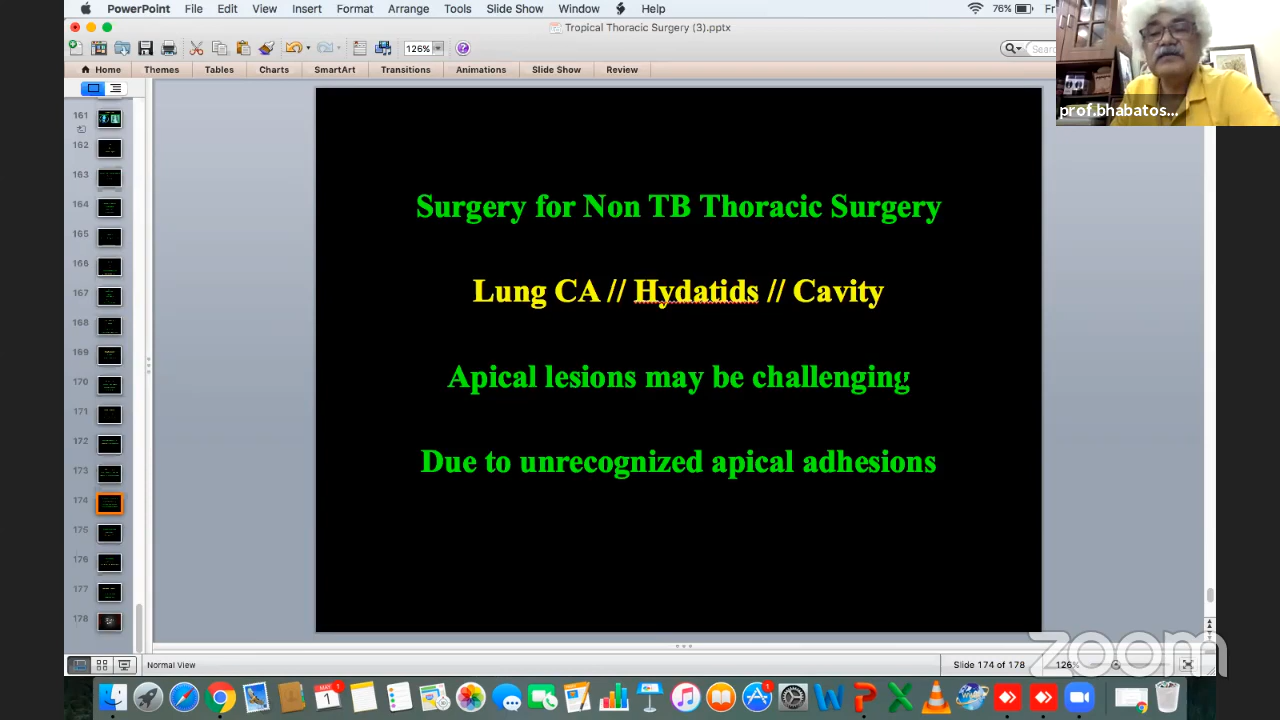 PowerPoint File Edit View Insert Format Arrange Tools Slide Show Window Help 76% Fr
Tropical Thoracic Surgery (3).pptx
126%
Home Themes Tables Charts SmartArt Transitions Animations Slide Show Review
prof.bhabatos...
161
162
163
164
165
166
167
168
169
170
171
172
173
174
175
176
177
178
Surgery for Non TB Thoracic Surgery
Lung CA // Hydatids // Cavity
Apical lesions may be challenging
Due to unrecognized apical adhesions
Normal View Slide 174 of 178 126%
zoom
MAY 1
1